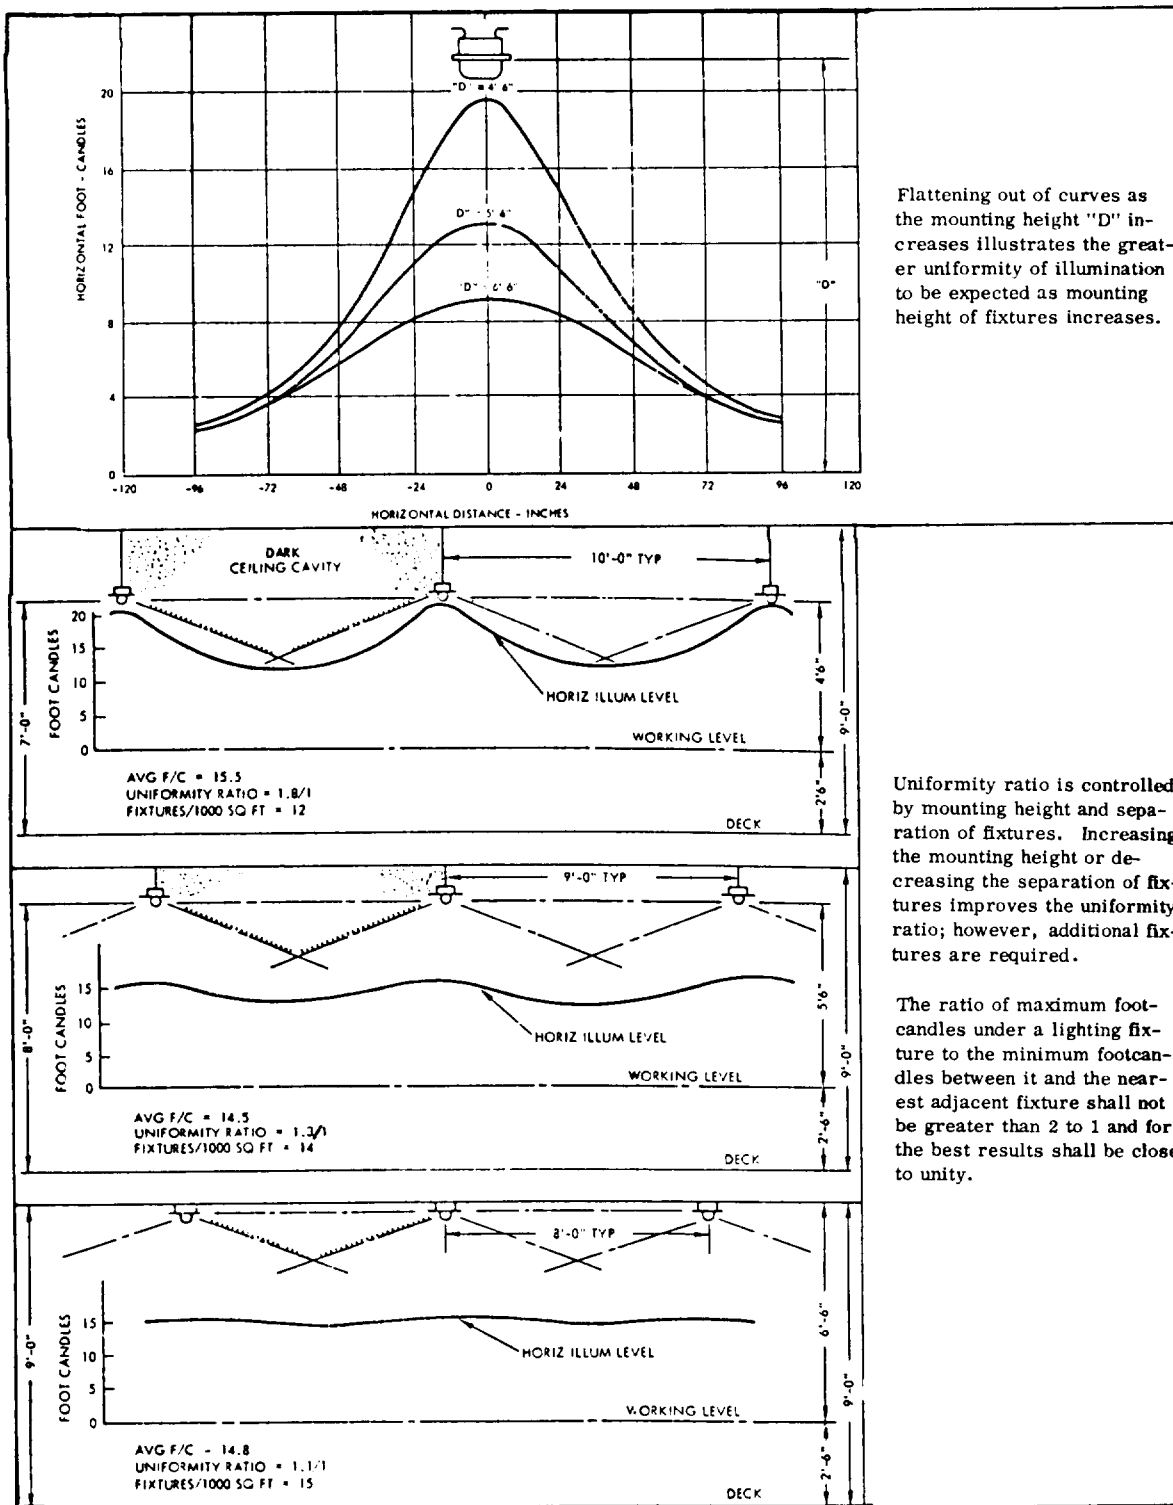 HORIZONTAL FOOT - CANDLES
20
16
12
8
4
0
"D" = 4' 6"
"D" - 5' 6"
"D" - 6' 6"
"D"
-120
-96
-72
-48
-24
0
24
48
72
96
120
HORIZONTAL DISTANCE - INCHES
Flattening out of curves as
the mounting height "D" in-
creases illustrates the great-
er uniformity of illumination
to be expected as mounting
height of fixtures increases.
DARK
CEILING CAVITY
10'-0" TYP
7'-0"
FOOT CANDLES
20
15
10
5
0
HORIZ ILLUM LEVEL
WORKING LEVEL
4'6"
9'-0"
2'6"
AVG F/C = 15.5
UNIFORMITY RATIO = 1.8/1
FIXTURES/1000 SQ FT = 12
DECK
9'-0" TYP
8'-0"
FOOT CANDLES
15
10
5
0
HORIZ ILLUM LEVEL
WORKING LEVEL
5'6"
9'-0"
2'-6"
AVG F/C = 14.5
UNIFORMITY RATIO = 1.3/1
FIXTURES/1000 SQ FT = 14
DECK
Uniformity ratio is controlled
by mounting height and sepa-
ration of fixtures. Increasing
the mounting height or de-
creasing the separation of fix-
tures improves the uniformity
ratio; however, additional fix-
tures are required.
The ratio of maximum foot-
candles under a lighting fix-
ture to the minimum footcan-
dles between it and the near-
est adjacent fixture shall not
be greater than 2 to 1 and for
the best results shall be close
to unity.
8'-0" TYP
9'-0"
FOOT CANDLES
15
10
5
0
HORIZ ILLUM LEVEL
WORKING LEVEL
6'-6"
9'-0"
2'-6"
AVG F/C - 14.8
UNIFORMITY RATIO = 1.1/1
FIXTURES/1000 SQ FT = 15
DECK